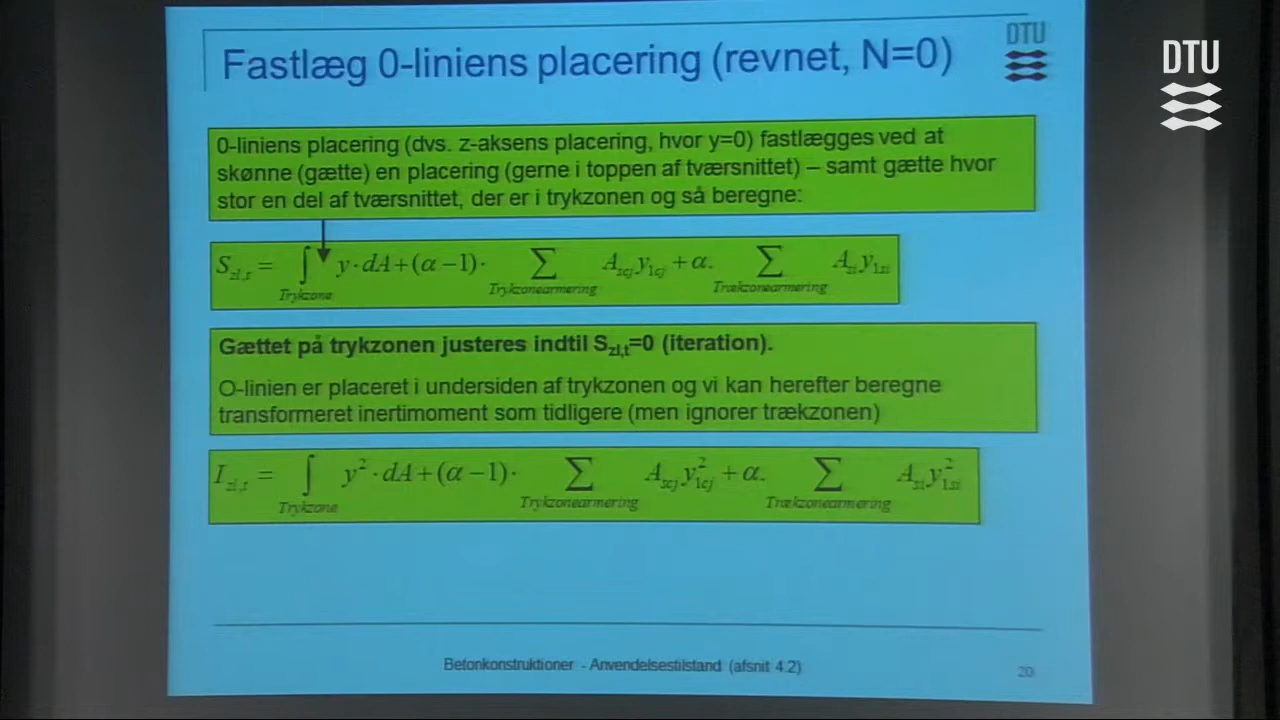 Fastlæg 0-liniens placering (revnet, N=0)
DTU
DTU
0-liniens placering (dvs. z-aksens placering, hvor y=0) fastlægges ved at
skønne (gætte) en placering (gerne i toppen af tværsnittet) – samt gætte hvor
stor en del af tværsnittet, der er i trykzonen og så beregne:
S_{z1,t} = ∫ y·dA+(α−1)· ∑ A_{scj} y_{1cj} +α. ∑ A_{si} y_{1si}
Trykzone Trykzonearmering Trækzonearmering
Gættet på trykzonen justeres indtil S_{z1,t}=0 (iteration).
O-linien er placeret i undersiden af trykzonen og vi kan herefter beregne
transformeret inertimoment som tidligere (men ignorer trækzonen)
I_{z1,t} = ∫ y²·dA+(α−1)· ∑ A_{scj} y²_{1cj} +α. ∑ A_{si} y²_{1si}
Trykzone Trykzonearmering Trækzonearmering
Betonkonstruktioner - Anvendelsestilstand (afsnit 4.2)
20